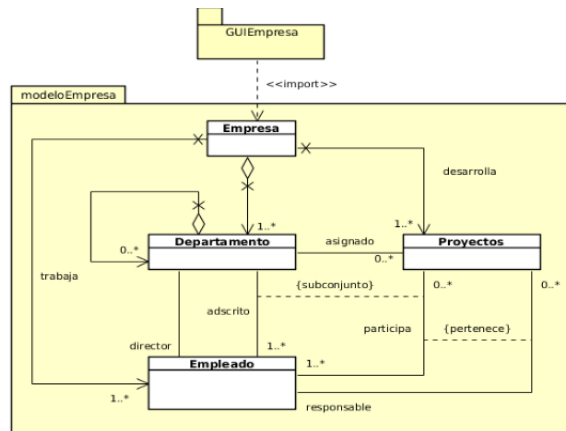 GUIEmpresa
<<import>>
modeloEmpresa
Empresa
desarrolla
1..*
1..*
Departamento
asignado
Proyectos
0..*
0..*
trabaja
{subconjunto}
0..*
0..*
adscrito
participa
{pertenece}
director
1..*
1..*
Empleado
1..*
responsable